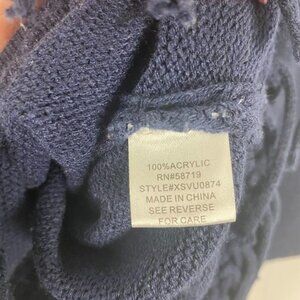 100%ACRYLIC
RN#58719
STYLE#XSVU0874
MADE IN CHINA
SEE REVERSE
FOR CARE